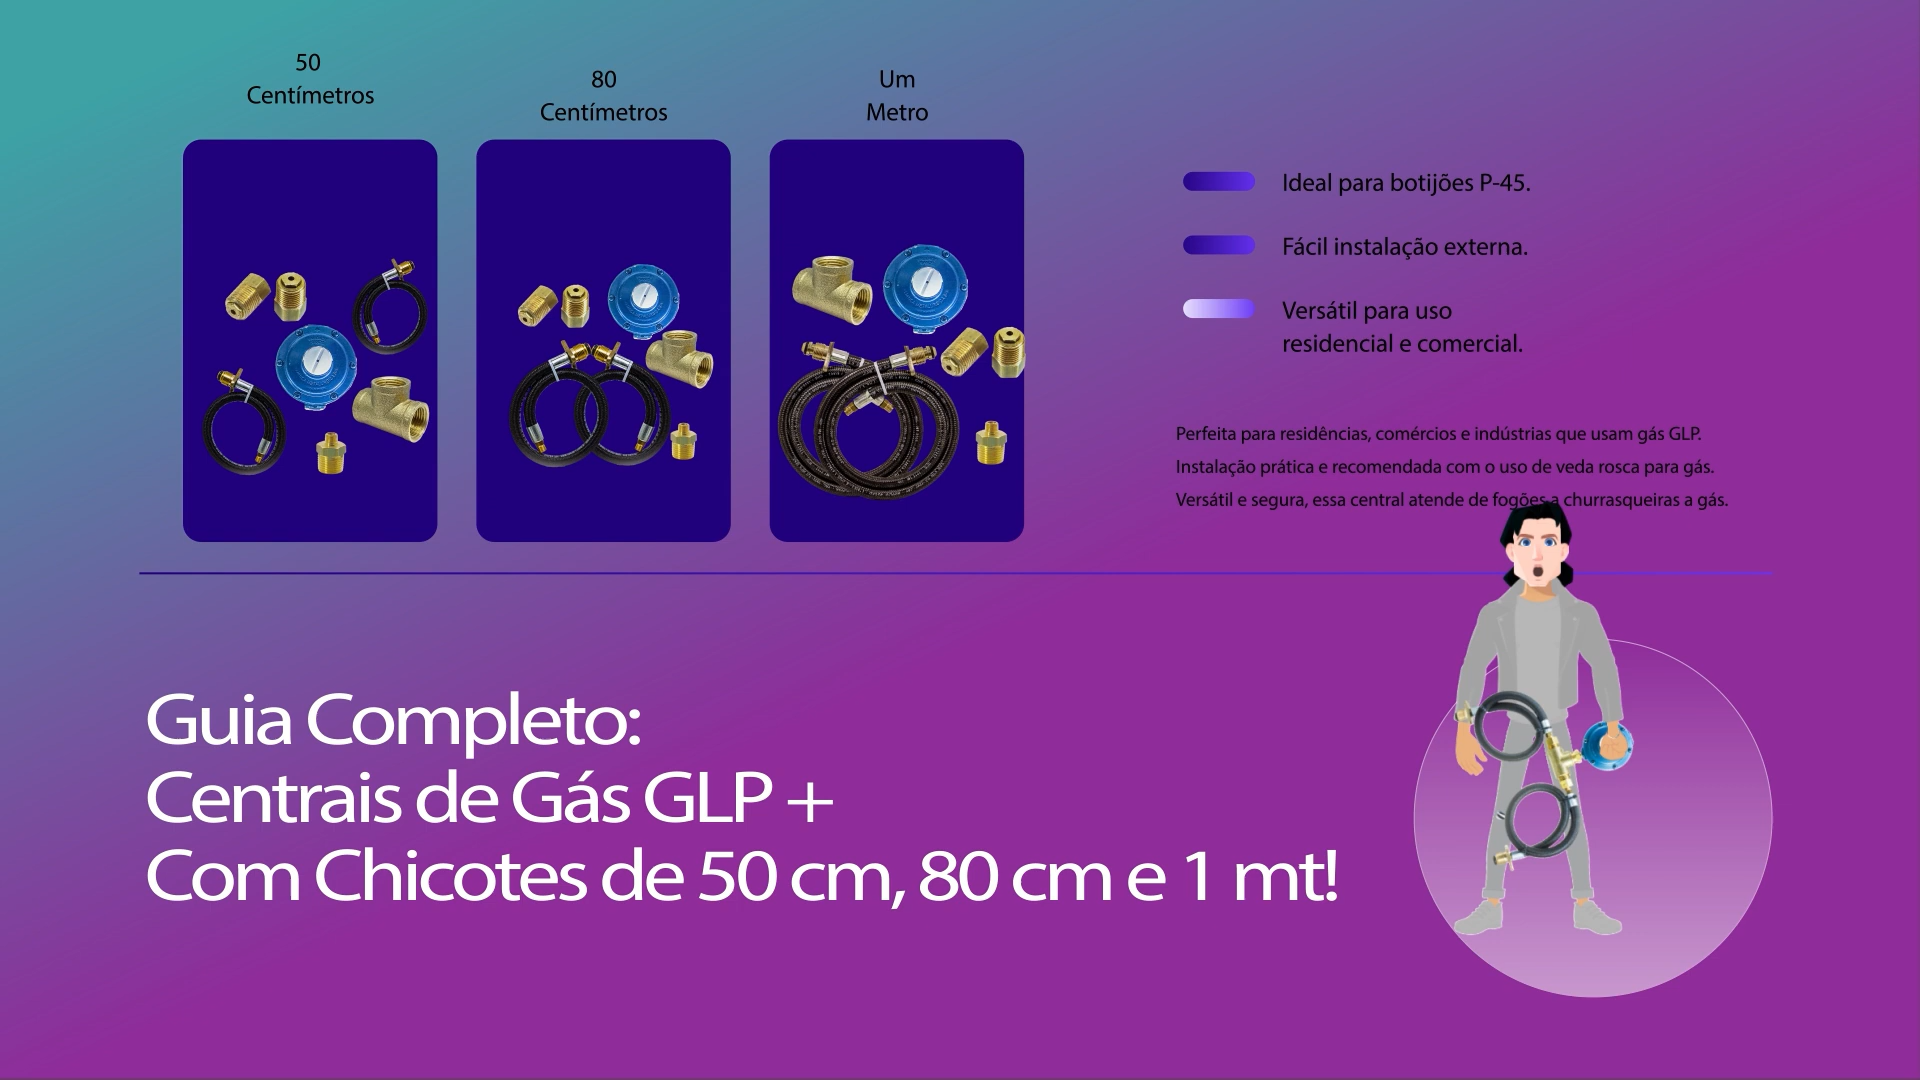 50
Centímetros
80
Centímetros
Um
Metro
Ideal para botijões P-45.
Fácil instalação externa.
Versátil para uso
residencial e comercial.
Perfeita para residências, comércios e indústrias que usam gás GLP.
Instalação prática e recomendada com o uso de veda rosca para gás.
Versátil e segura, essa central atende de fogões a churrasqueiras a gás.
Guia Completo:
Centrais de Gás GLP +
Com Chicotes de 50 cm, 80 cm e 1 mt!